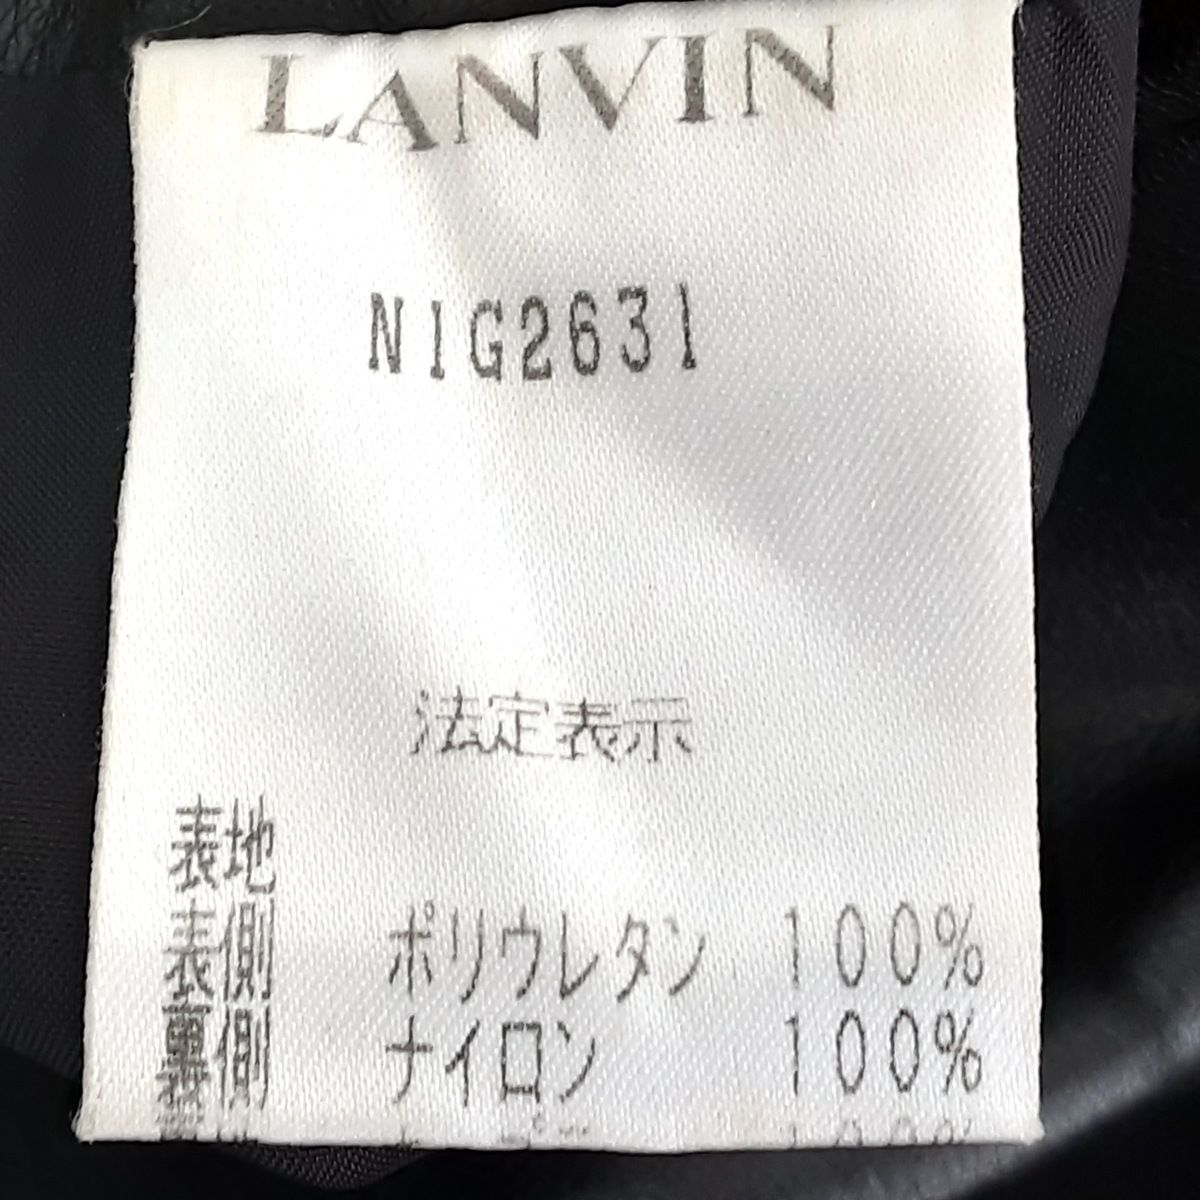 LANVIN
N1G2631
法定表示
表地
表側 ポリウレタン 100%
裏側 ナイロン 100%